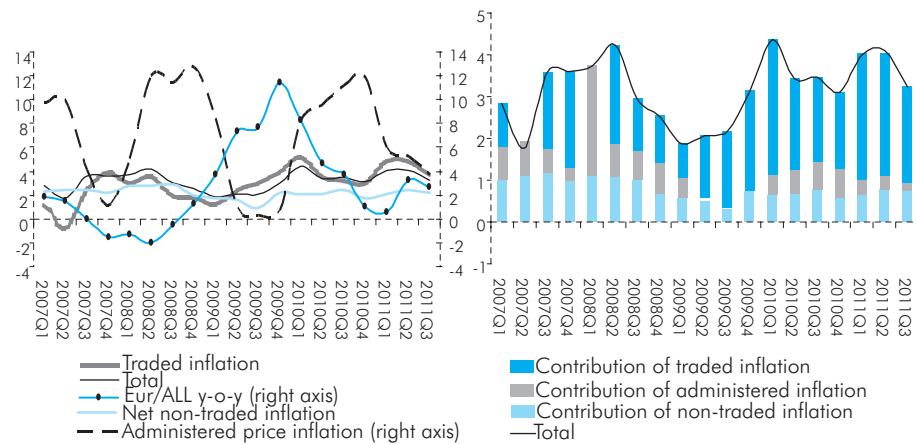 14
12
10
8
6
4
2
0
-2
-4
14
12
10
8
6
4
2
0
-2
-4
2007Q1
2007Q2
2007Q3
2007Q4
2008Q1
2008Q2
2008Q3
2008Q4
2009Q1
2009Q2
2009Q3
2009Q4
2010Q1
2010Q2
2010Q3
2010Q4
2011Q1
2011Q2
2011Q3
Traded inflation
Total
Eur/ALL y-o-y (right axis)
Net non-traded inflation
Administered price inflation (right axis)
5
4
3
2
1
0
-1
2007Q1
2007Q2
2007Q3
2007Q4
2008Q1
2008Q2
2008Q3
2008Q4
2009Q1
2009Q2
2009Q3
2009Q4
2010Q1
2010Q2
2010Q3
2010Q4
2011Q1
2011Q2
2011Q3
Contribution of traded inflation
Contribution of administered inflation
Contribution of non-traded inflation
Total